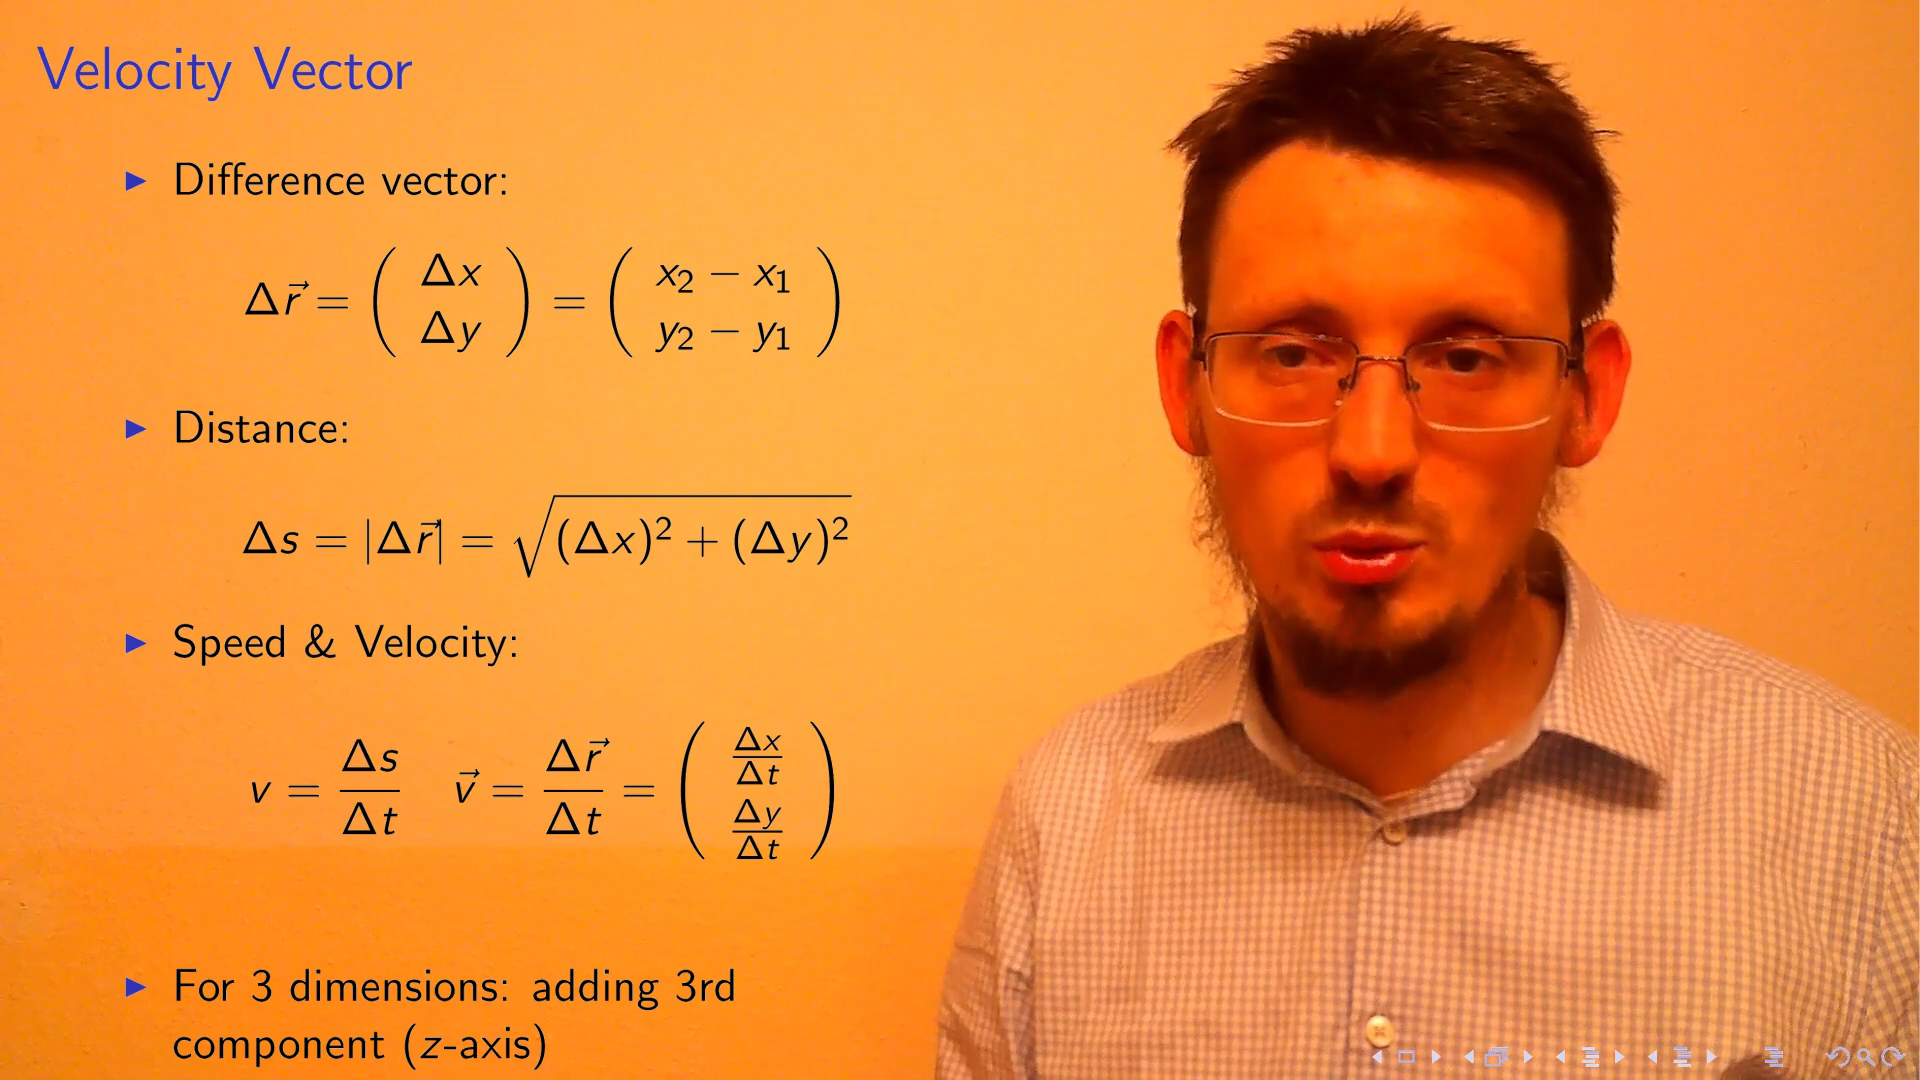 Velocity Vector
▶ Difference vector:
Δr⃗ = ( Δx Δy ) = ( x₂ − x₁ y₂ − y₁ )
▶ Distance:
Δs = |Δr⃗| = √((Δx)² + (Δy)²)
▶ Speed & Velocity:
v = Δs/Δt v⃗ = Δr⃗/Δt = ( Δx/Δt Δy/Δt )
▶ For 3 dimensions: adding 3rd
component (z-axis)